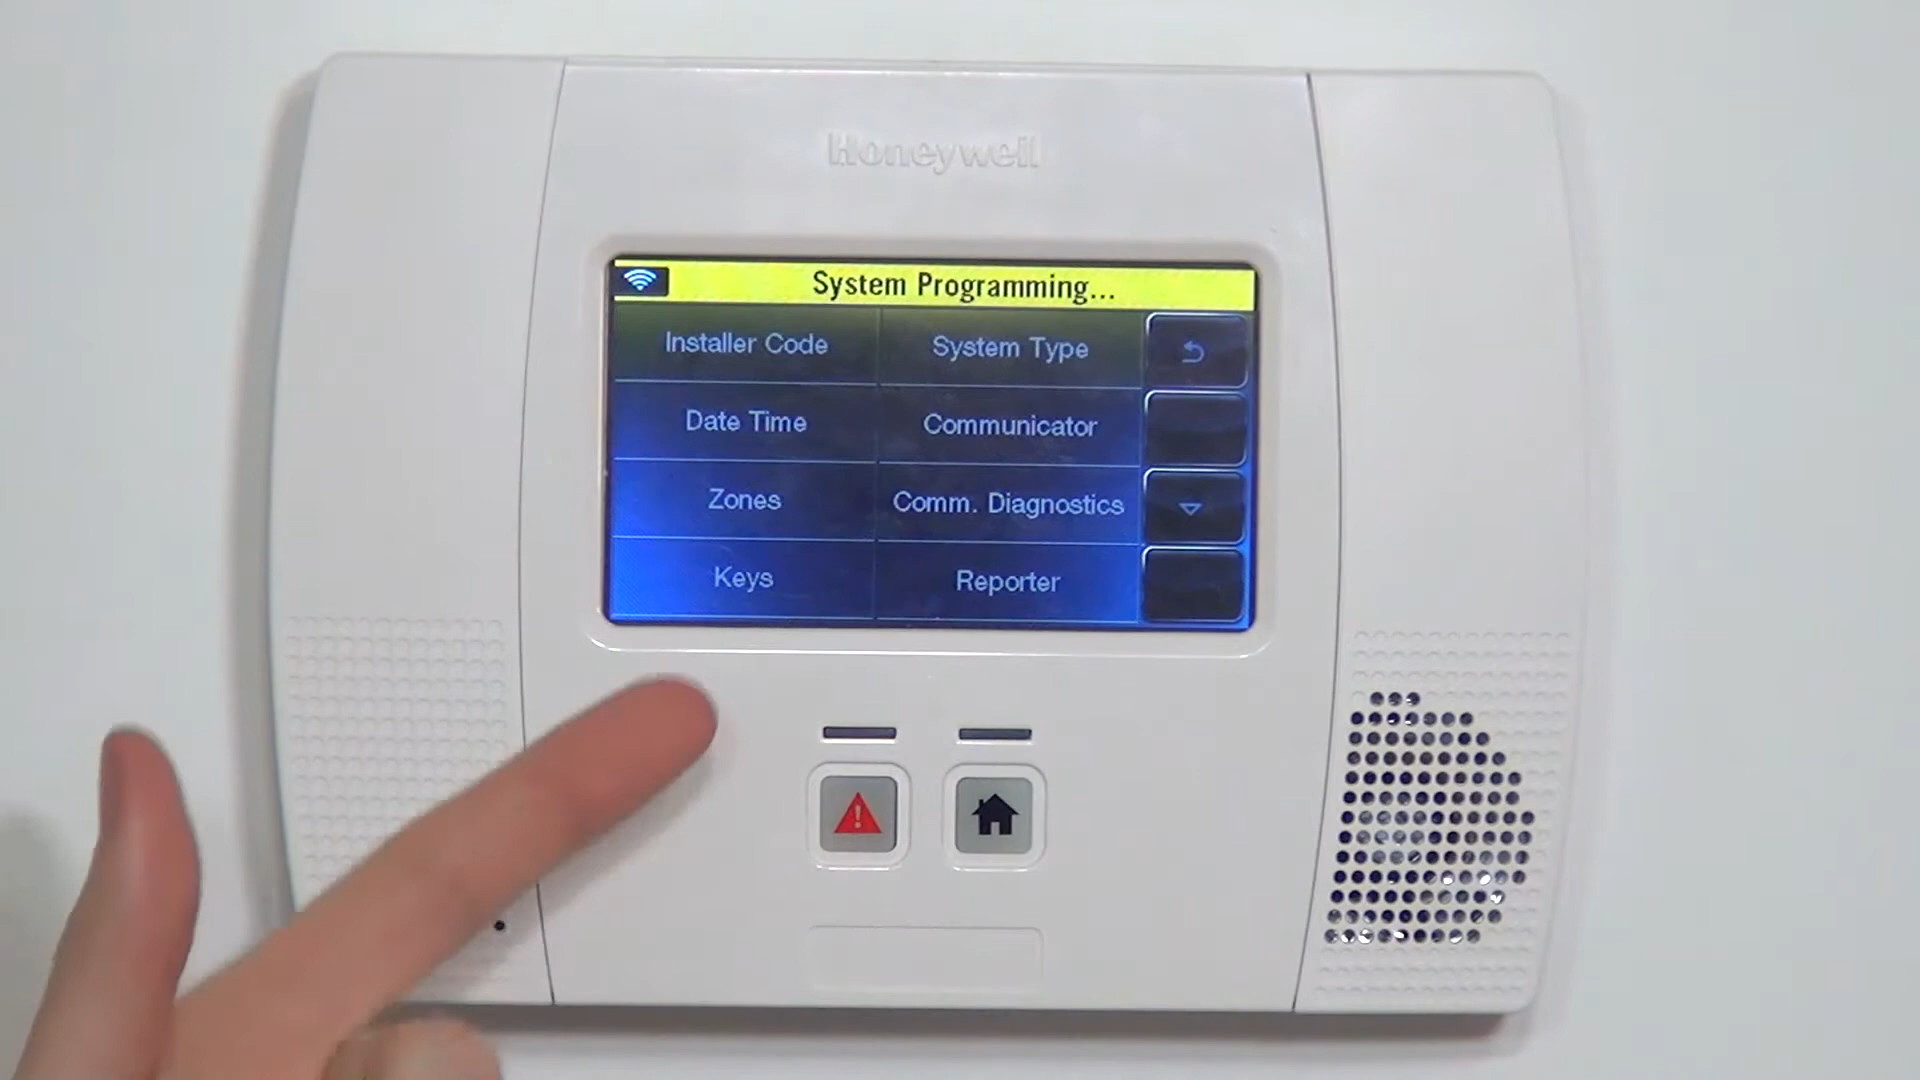 Honeywell
System Programming...
Installer Code
System Type
Date Time
Communicator
Zones
Comm. Diagnostics
Keys
Reporter